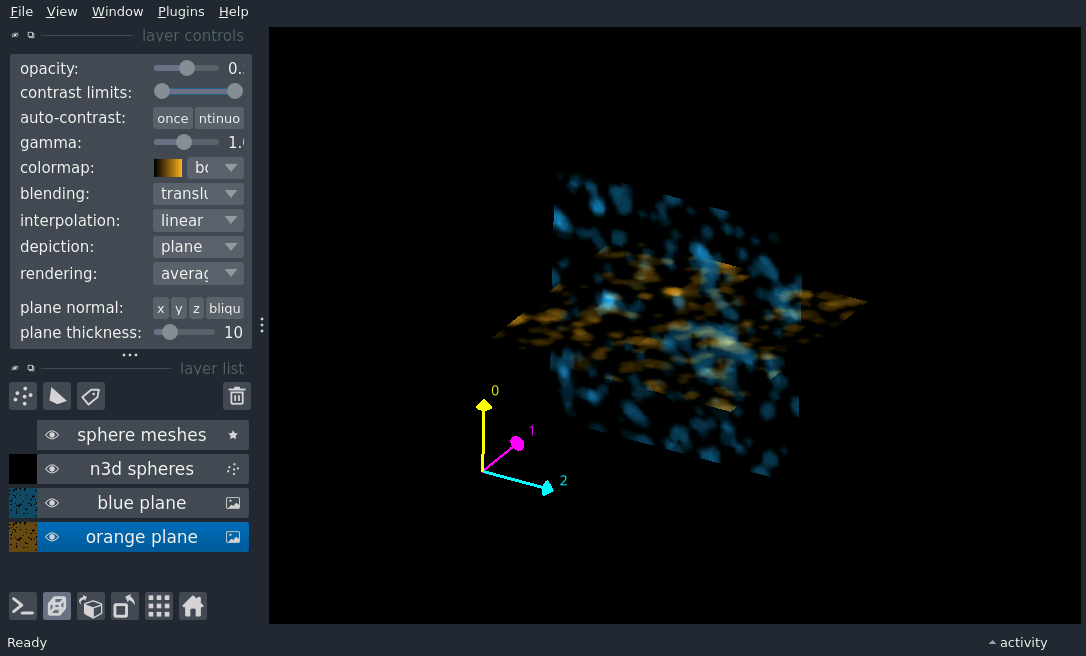 File View Window Plugins Help
layer controls
opacity: 0.
contrast limits:
auto-contrast: once ntinuo
gamma: 1.
colormap: bo
blending: translu
interpolation: linear
depiction: plane
rendering: averag
plane normal: x y z bliqu
plane thickness: 10
layer list
sphere meshes
n3d spheres
blue plane
orange plane
0
1
2
Ready
activity